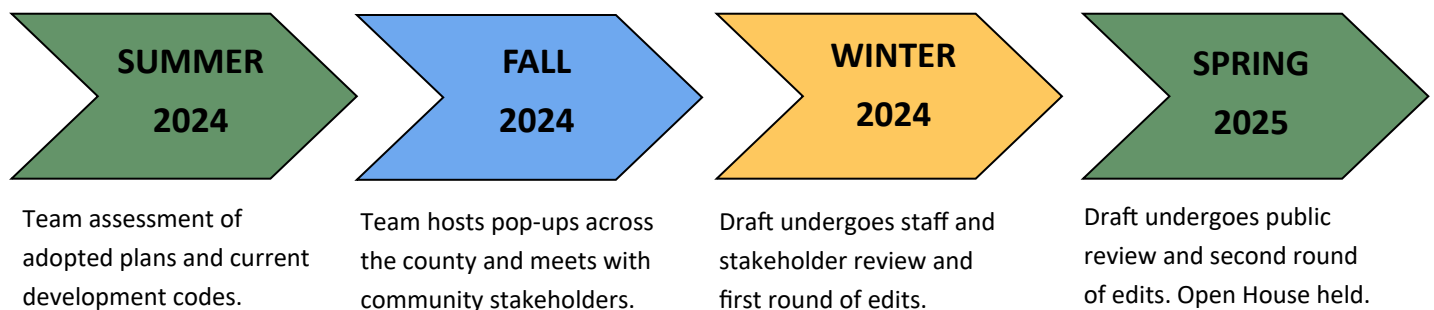 SUMMER
2024
Team assessment of
adopted plans and current
development codes.
FALL
2024
Team hosts pop-ups across
the county and meets with
community stakeholders.
WINTER
2024
Draft undergoes staff and
stakeholder review and
first round of edits.
SPRING
2025
Draft undergoes public
review and second round
of edits. Open House held.